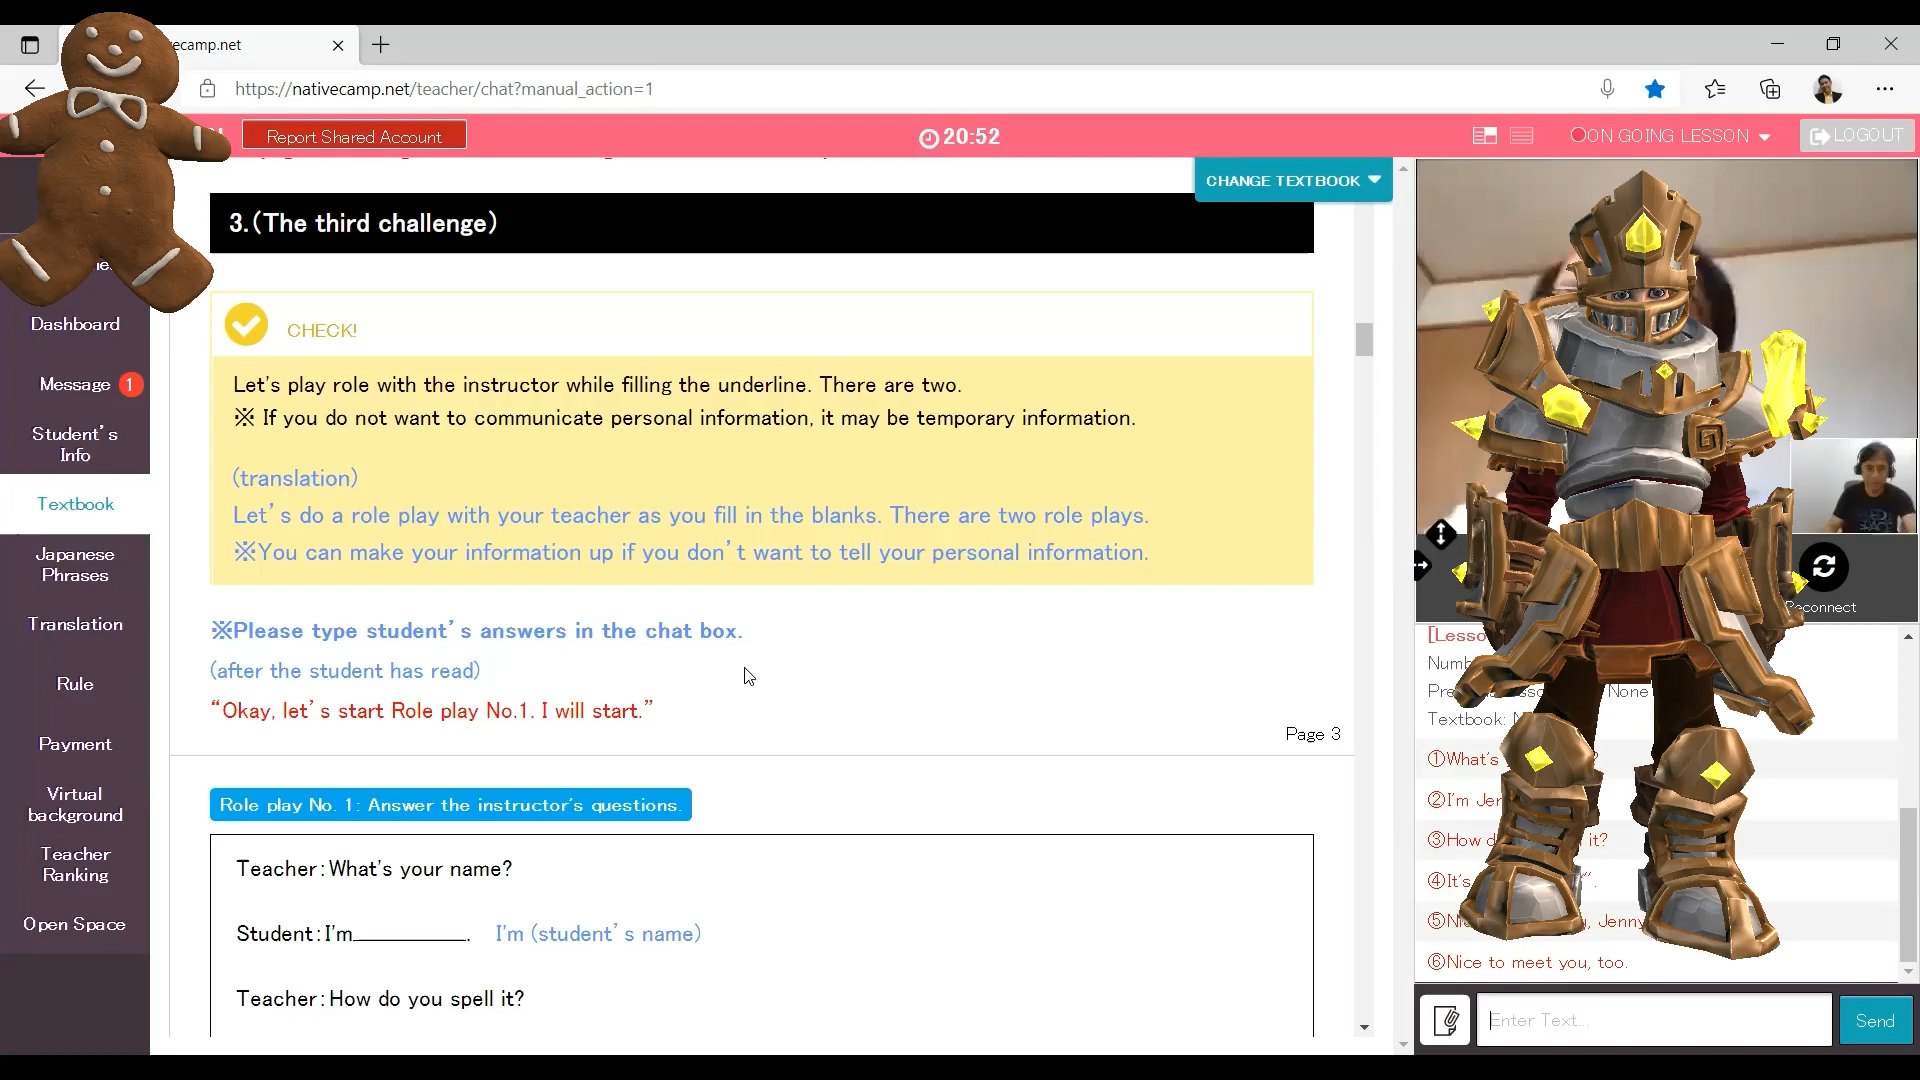 ecamp.net
https://nativecamp.net/teacher/chat?manual_action=1
Report Shared Account
20:52
ON GOING LESSON
LOGOUT
CHANGE TEXTBOOK
3.(The third challenge)
CHECK!
Let's play role with the instructor while filling the underline. There are two.
※ If you do not want to communicate personal information, it may be temporary information.
(translation)
Let's do a role play with your teacher as you fill in the blanks. There are two role plays.
※You can make your information up if you don't want to tell your personal information.
※Please type student's answers in the chat box.
(after the student has read)
“Okay, let's start Role play No.1. I will start.”
Page 3
Role play No. 1: Answer the instructor's questions.
Teacher:What's your name?
Student:I'm__________. I'm (student's name)
Teacher:How do you spell it?
Dashboard
Message 1
Student's
Info
Textbook
Japanese
Phrases
Translation
Rule
Payment
Virtual
background
Teacher
Ranking
Open Space
Reconnect
[Lesso
Numb
None
Textbook:
①What's
②I'm Jen
③How d it?
④It's
⑤Ni , Jenny
⑥Nice to meet you, too.
Enter Text...
Send